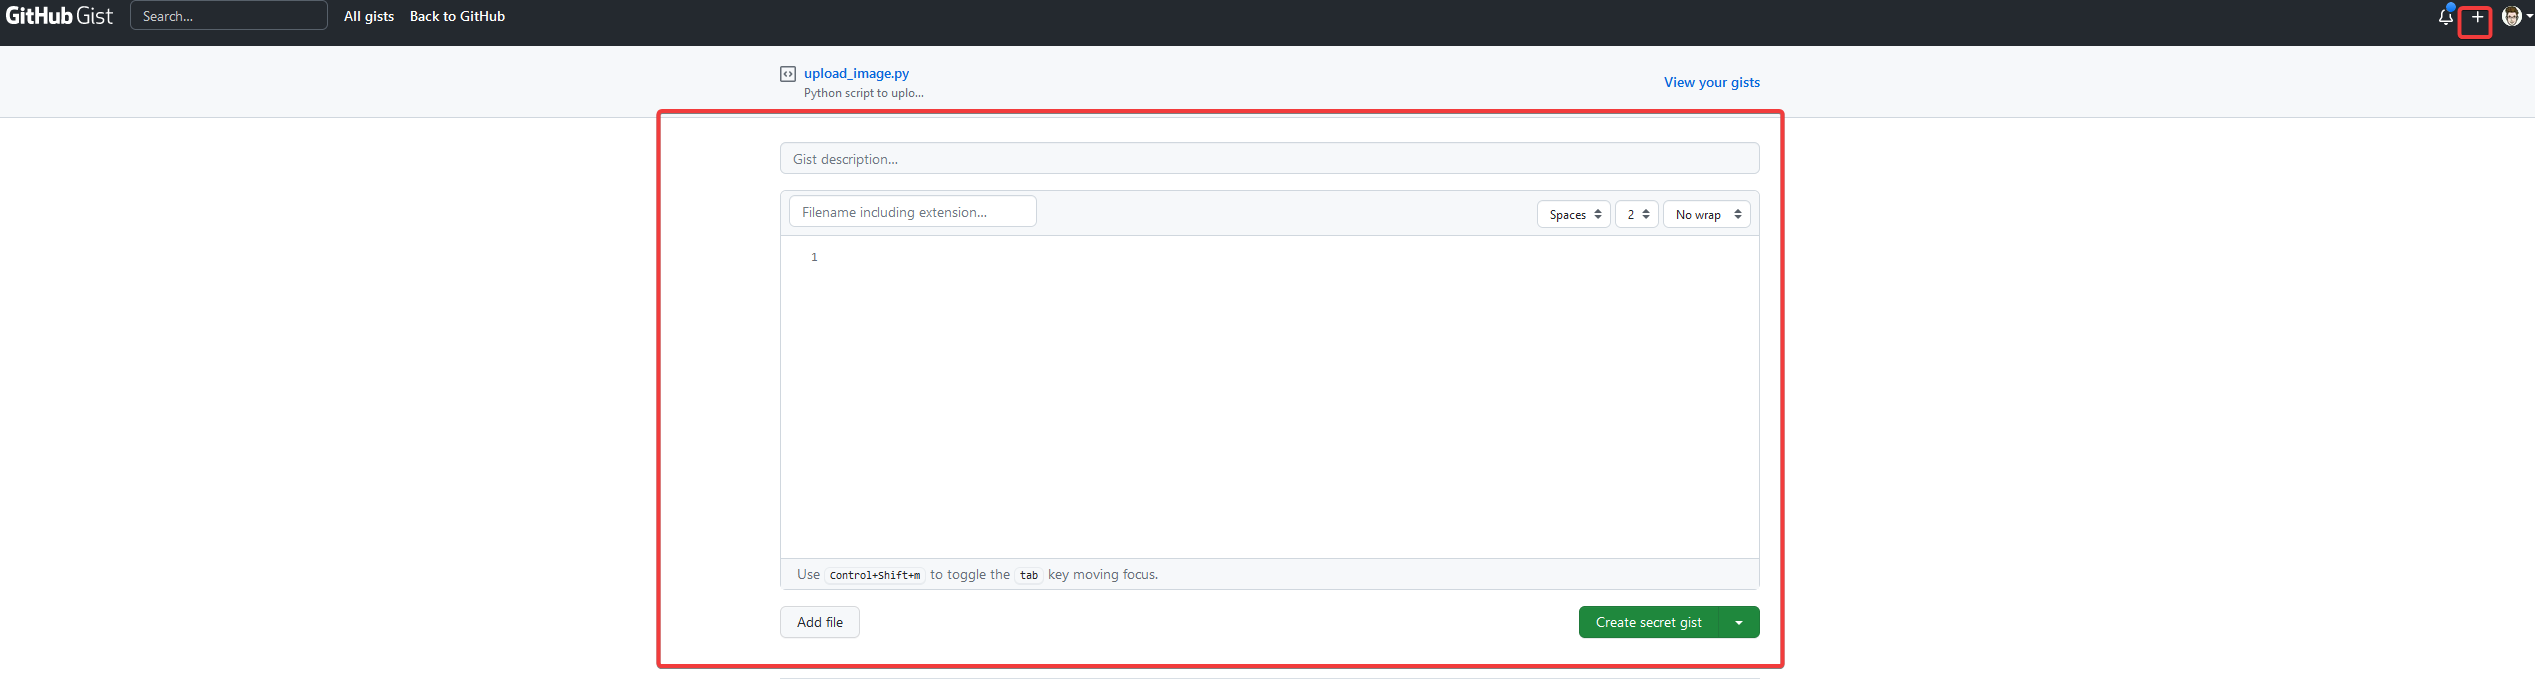 GitHub Gist Search... All gists Back to GitHub
upload_image.py
Python script to uplo...
View your gists
Gist description...
Filename including extension... Spaces 2 No wrap
1
Use Control+Shift+m to toggle the tab key moving focus.
Add file Create secret gist